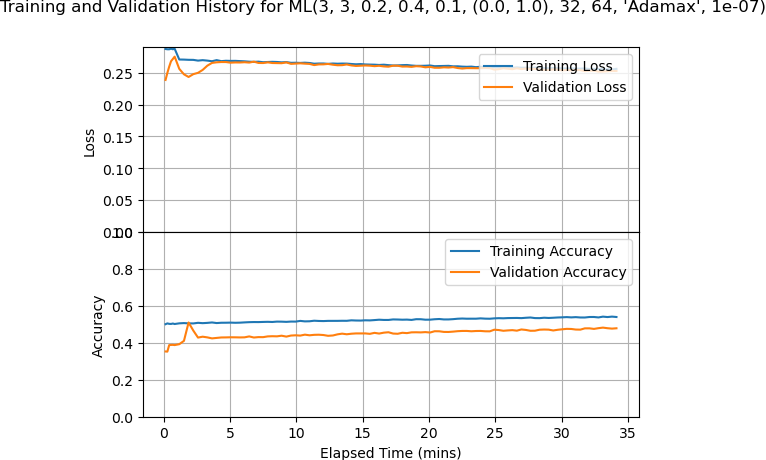 Training and Validation History for ML(3, 3, 0.2, 0.4, 0.1, (0.0, 1.0), 32, 64, 'Adamax', 1e-07)
0.25
0.20
0.15
0.10
0.05
0.00
Loss
Training Loss
Validation Loss
1.0
0.8
0.6
0.4
0.2
0.0
Accuracy
Training Accuracy
Validation Accuracy
0 5 10 15 20 25 30 35
Elapsed Time (mins)